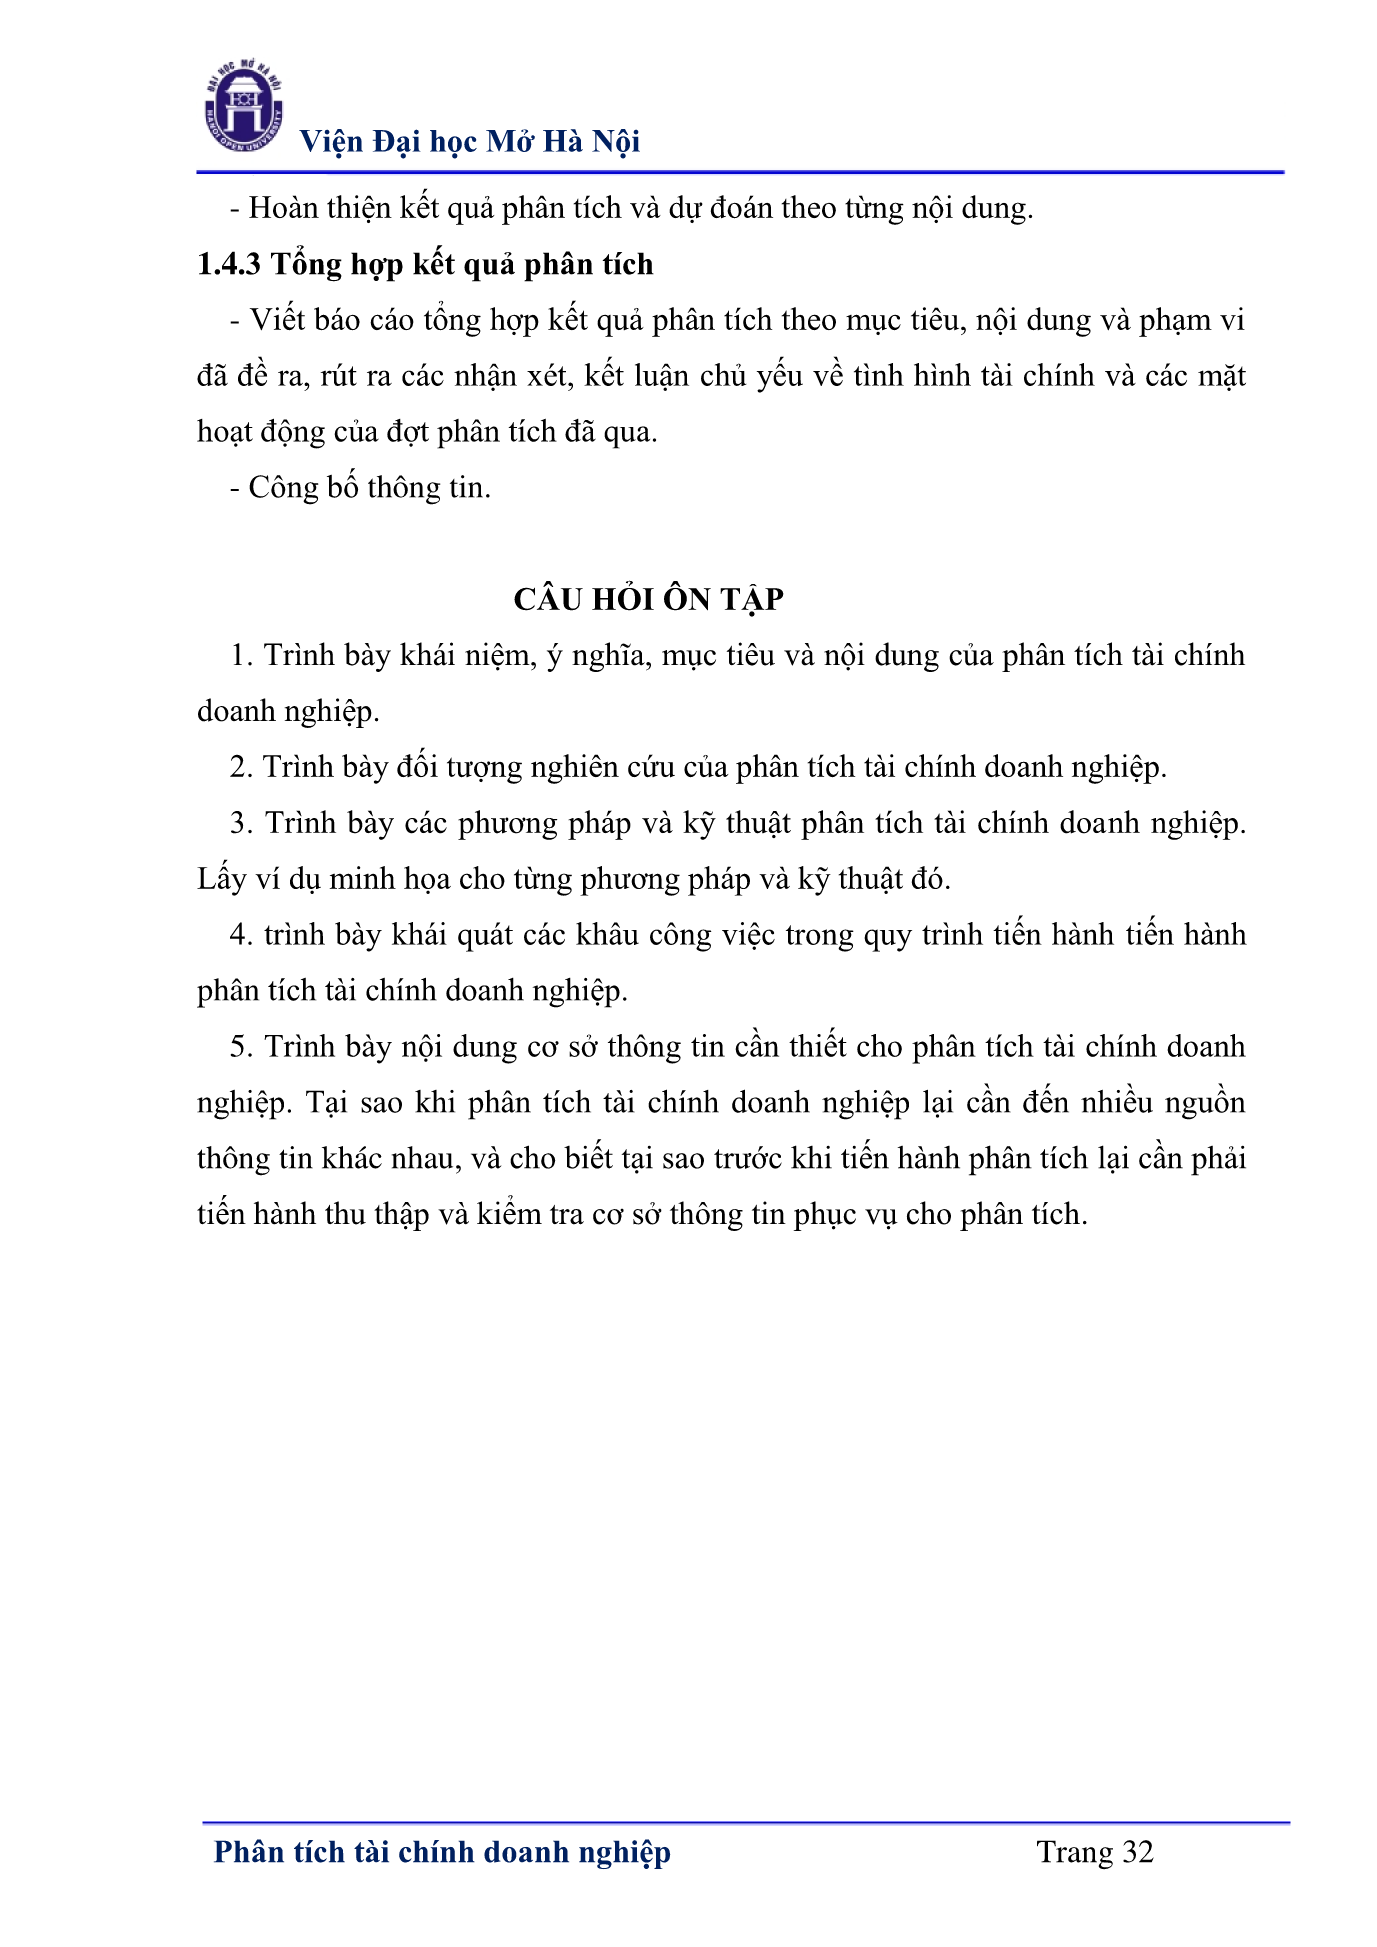 ĐẠI HỌC MỞ HÀ NỘI
HANOI OPEN UNIVERSITY
Viện Đại học Mở Hà Nội
- Hoàn thiện kết quả phân tích và dự đoán theo từng nội dung.
1.4.3 Tổng hợp kết quả phân tích
- Viết báo cáo tổng hợp kết quả phân tích theo mục tiêu, nội dung và phạm vi
đã đề ra, rút ra các nhận xét, kết luận chủ yếu về tình hình tài chính và các mặt
hoạt động của đợt phân tích đã qua.
- Công bố thông tin.
CÂU HỎI ÔN TẬP
1. Trình bày khái niệm, ý nghĩa, mục tiêu và nội dung của phân tích tài chính
doanh nghiệp.
2. Trình bày đối tượng nghiên cứu của phân tích tài chính doanh nghiệp.
3. Trình bày các phương pháp và kỹ thuật phân tích tài chính doanh nghiệp.
Lấy ví dụ minh họa cho từng phương pháp và kỹ thuật đó.
4. trình bày khái quát các khâu công việc trong quy trình tiến hành tiến hành
phân tích tài chính doanh nghiệp.
5. Trình bày nội dung cơ sở thông tin cần thiết cho phân tích tài chính doanh
nghiệp. Tại sao khi phân tích tài chính doanh nghiệp lại cần đến nhiều nguồn
thông tin khác nhau, và cho biết tại sao trước khi tiến hành phân tích lại cần phải
tiến hành thu thập và kiểm tra cơ sở thông tin phục vụ cho phân tích.
Phân tích tài chính doanh nghiệp
Trang 32